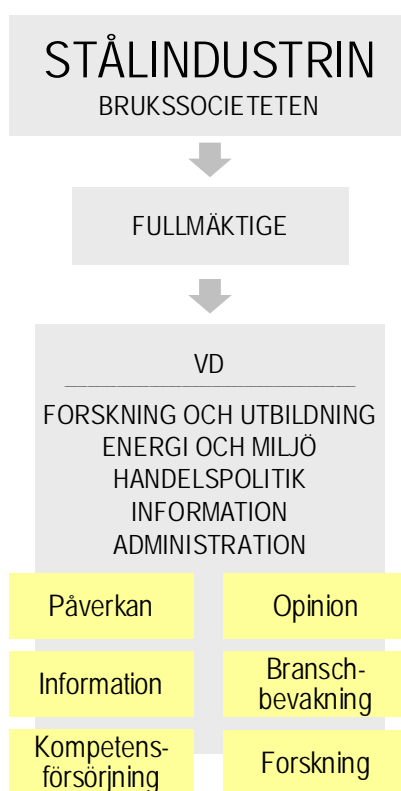 STÅLINDUSTRIN
BRUKSSOCIETETEN
FULLMÄKTIGE
VD
FORSKNING OCH UTBILDNING
ENERGI OCH MILJÖ
HANDELSPOLITIK
INFORMATION
ADMINISTRATION
Påverkan
Opinion
Information
Bransch-
bevakning
Kompetens-
försörjning
Forskning